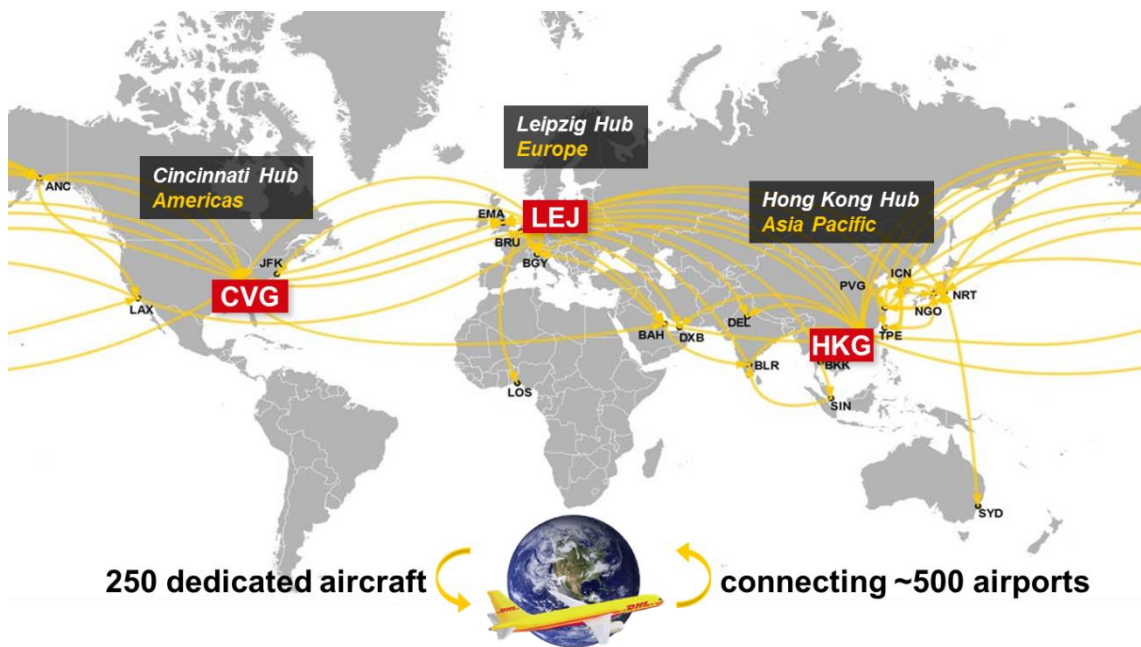 Leipzig Hub
Europe
Cincinnati Hub
Americas
Hong Kong Hub
Asia Pacific
ANC
EMA
LEJ
BRU
BGY
JFK
CVG
LAX
ICN
PVG
NRT
NGO
DEL
BAH
DXB
TPE
HKG
BLR
BKK
LOS
SIN
SYD
250 dedicated aircraft
connecting ~500 airports
DHL
DHL